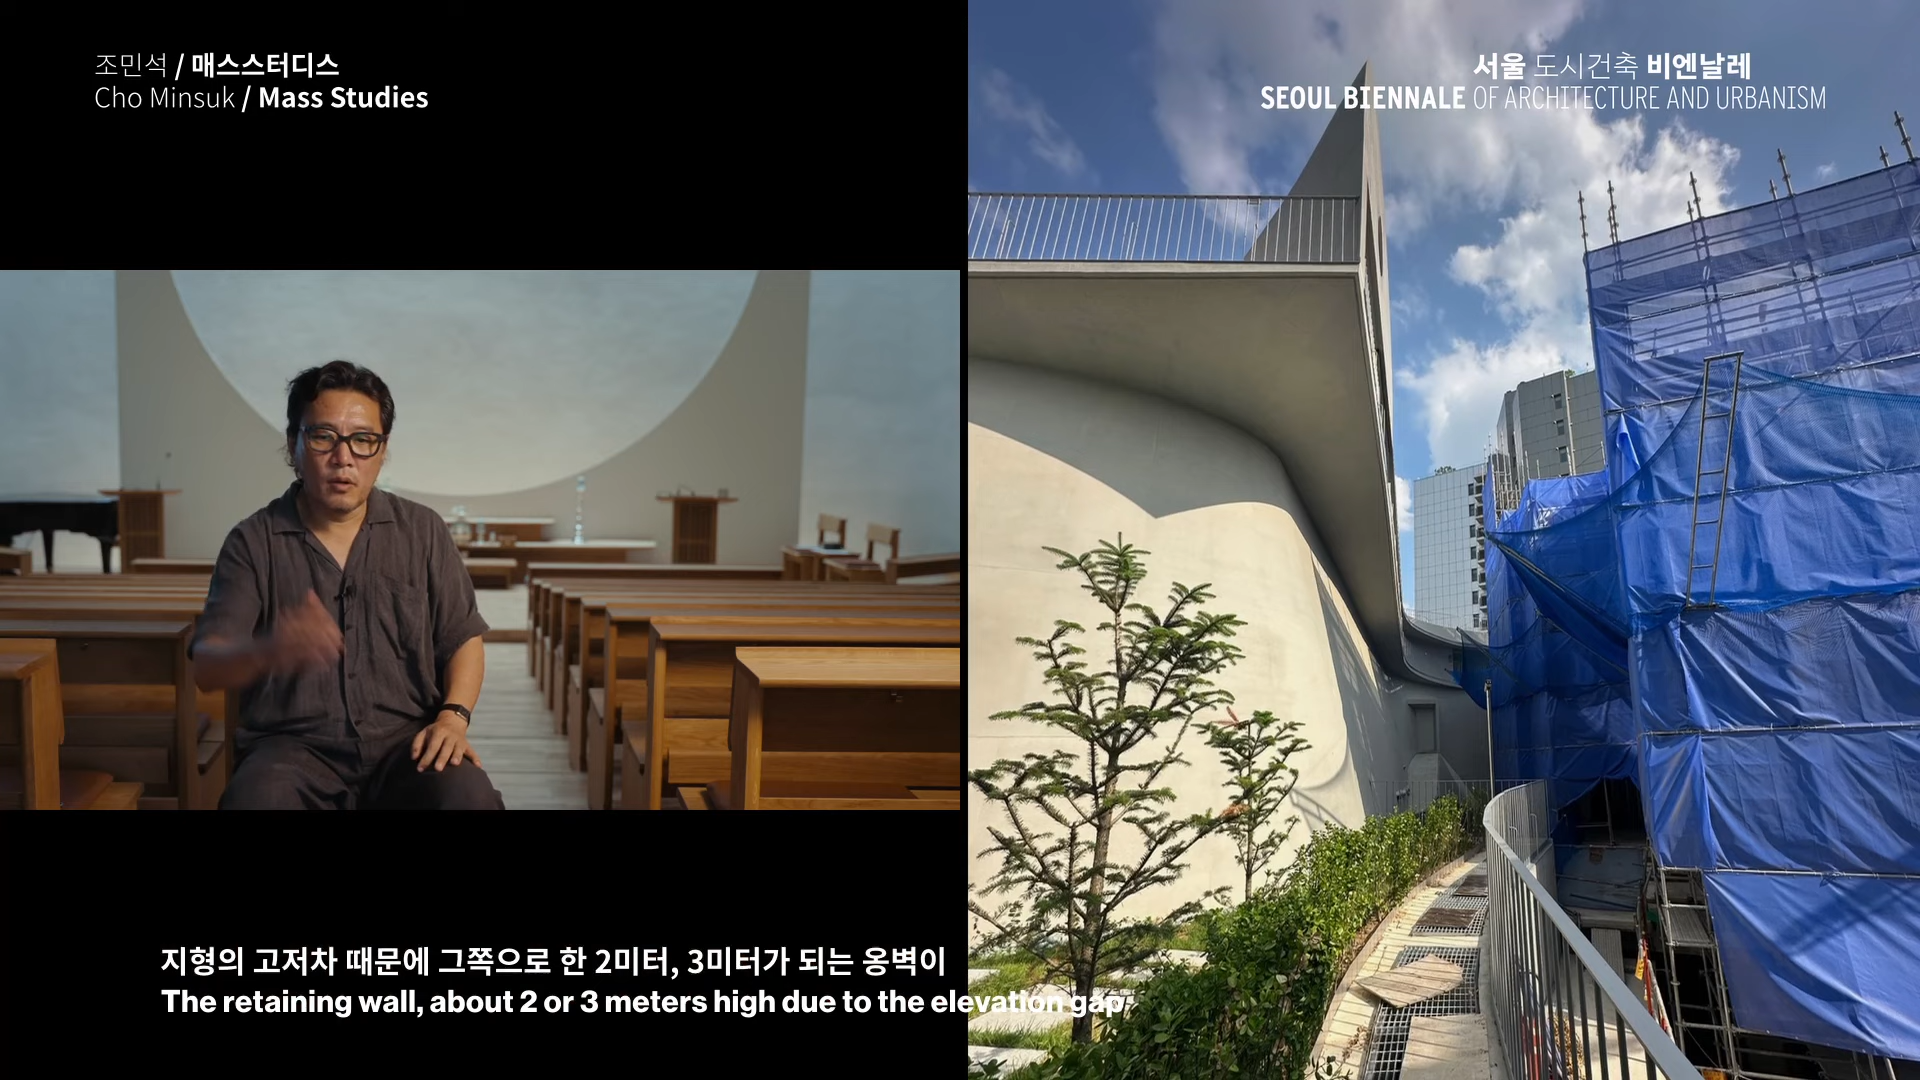 조민석 / 매스스터디스
Cho Minsuk / Mass Studies
서울 도시건축 비엔날레
SEOUL BIENNALE OF ARCHITECTURE AND URBANISM
지형의 고저차 때문에 그쪽으로 한 2미터, 3미터가 되는 옹벽이
The retaining wall, about 2 or 3 meters high due to the elevation gap